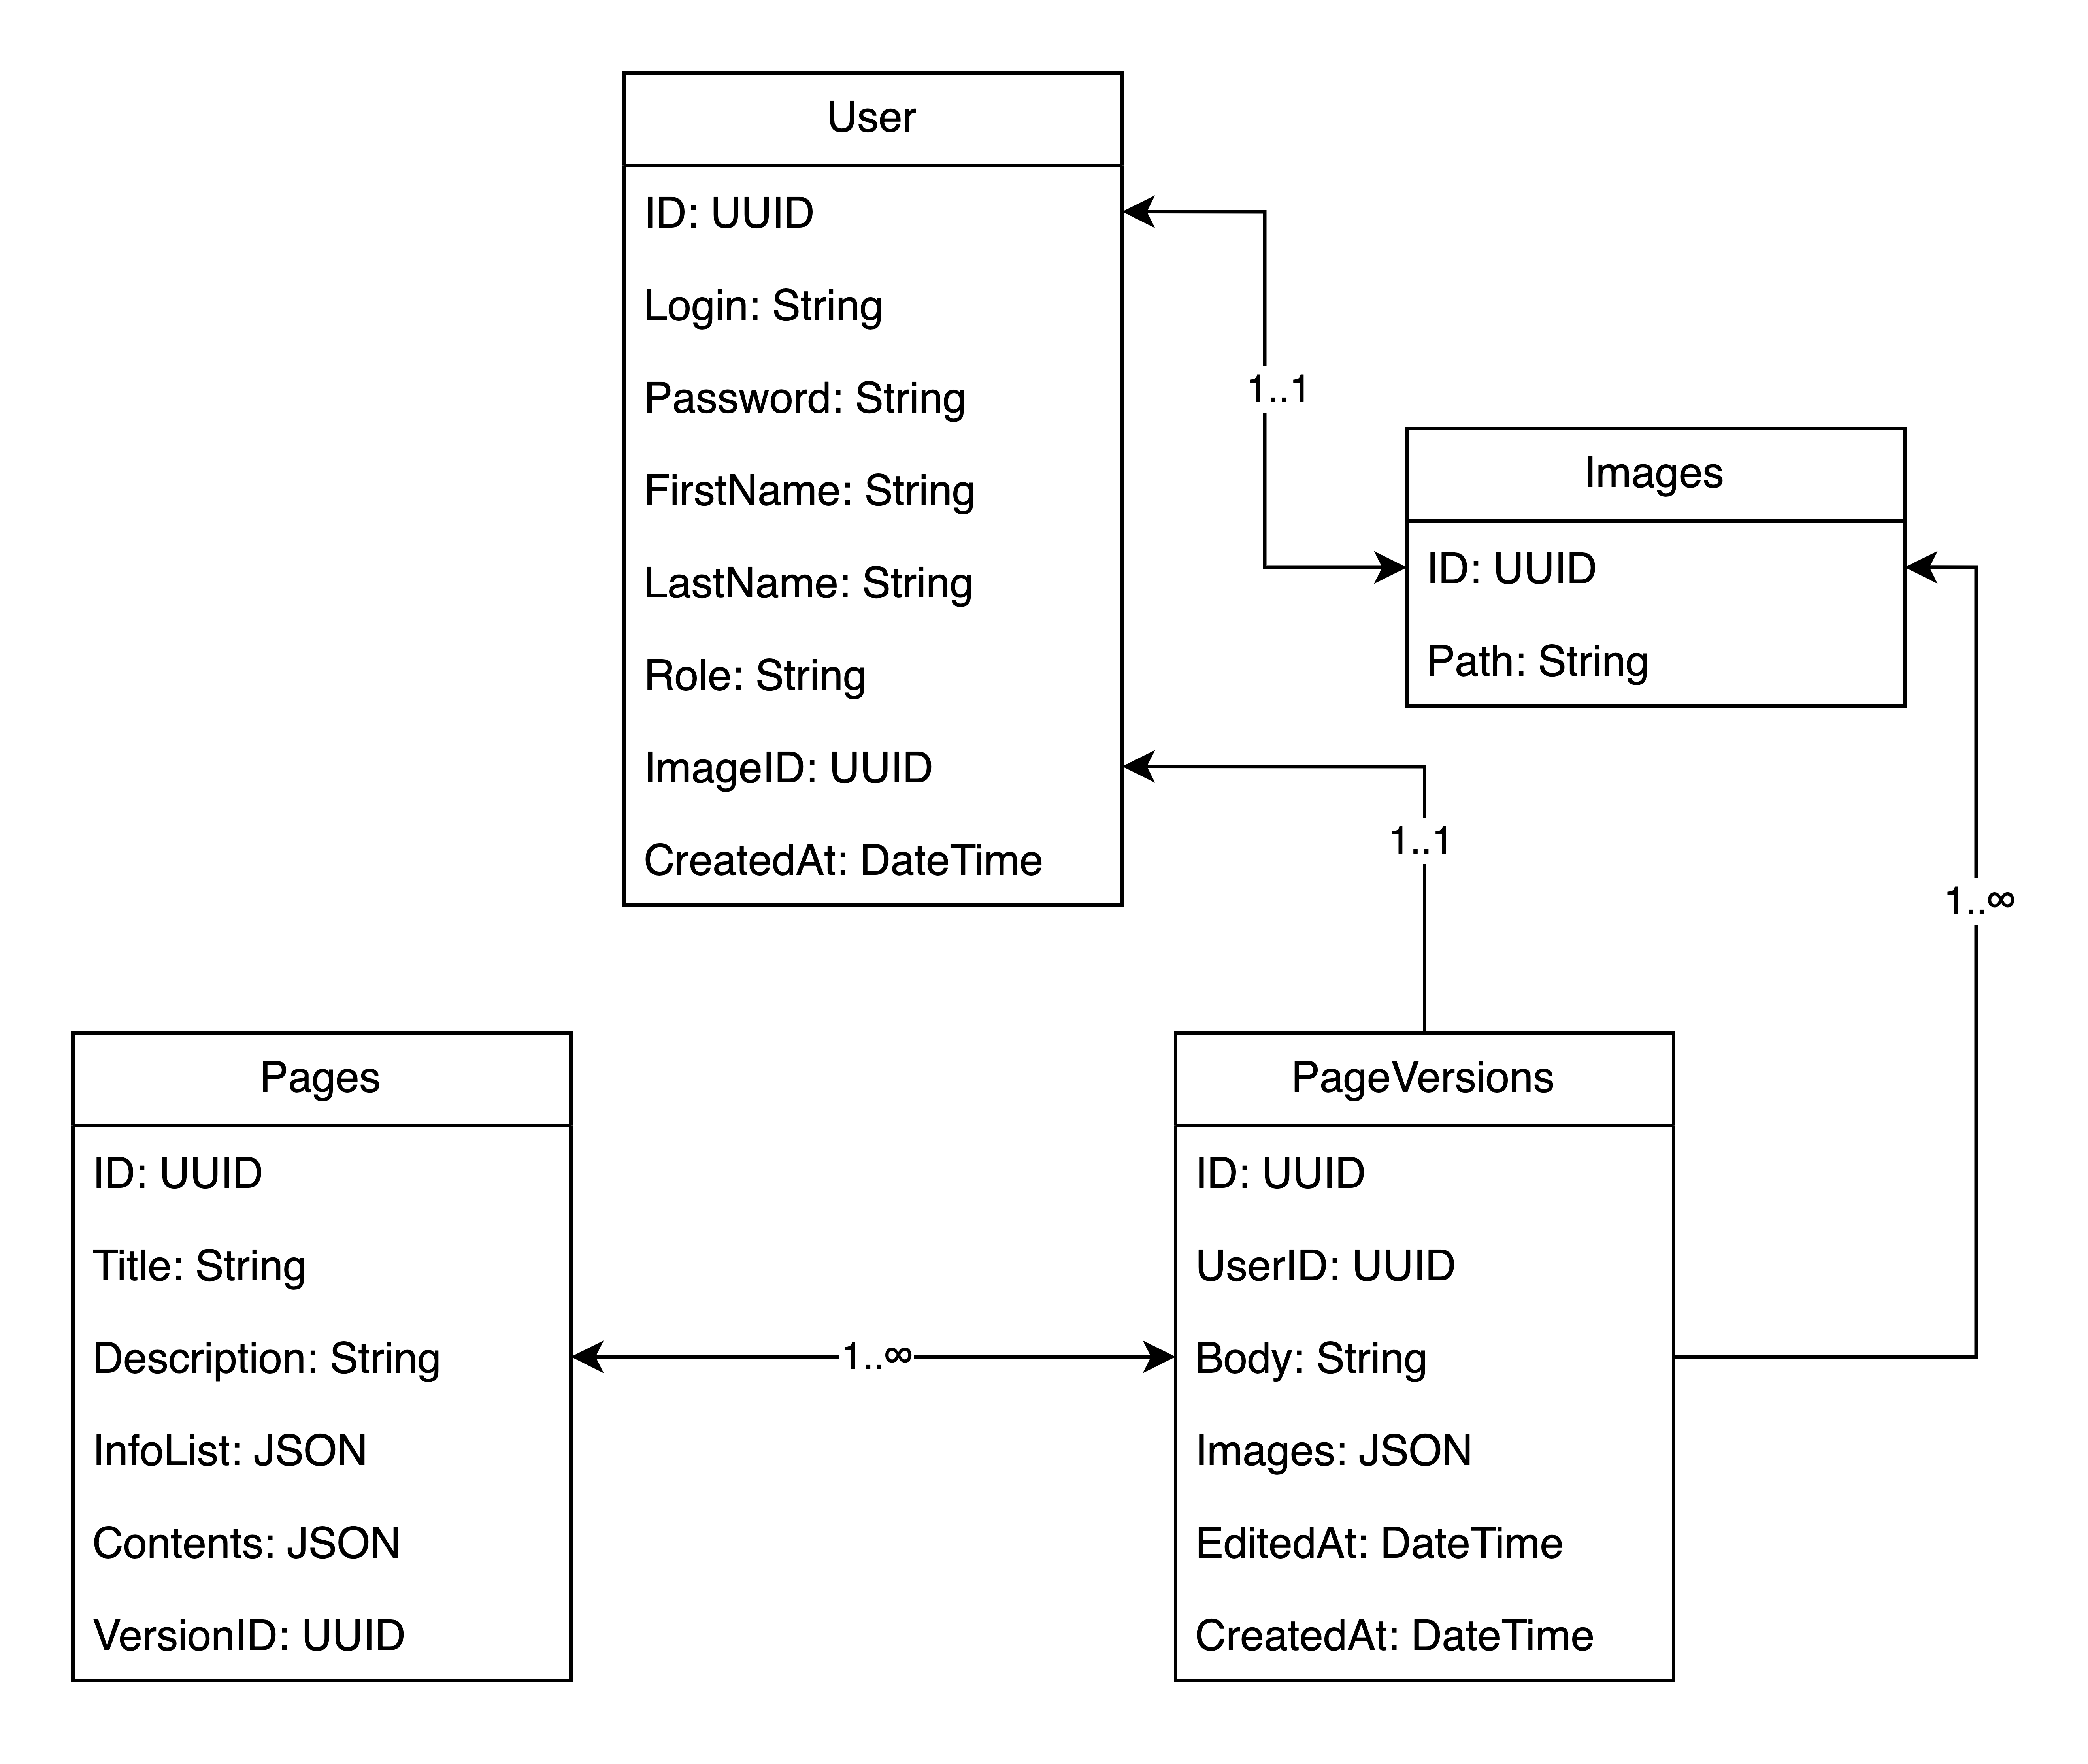 User
ID: UUID
Login: String
Password: String
FirstName: String
LastName: String
Role: String
ImageID: UUID
CreatedAt: DateTime
1..1
Images
ID: UUID
Path: String
1..1
1..∞
Pages
ID: UUID
Title: String
Description: String
InfoList: JSON
Contents: JSON
VersionID: UUID
1..∞
PageVersions
ID: UUID
UserID: UUID
Body: String
Images: JSON
EditedAt: DateTime
CreatedAt: DateTime